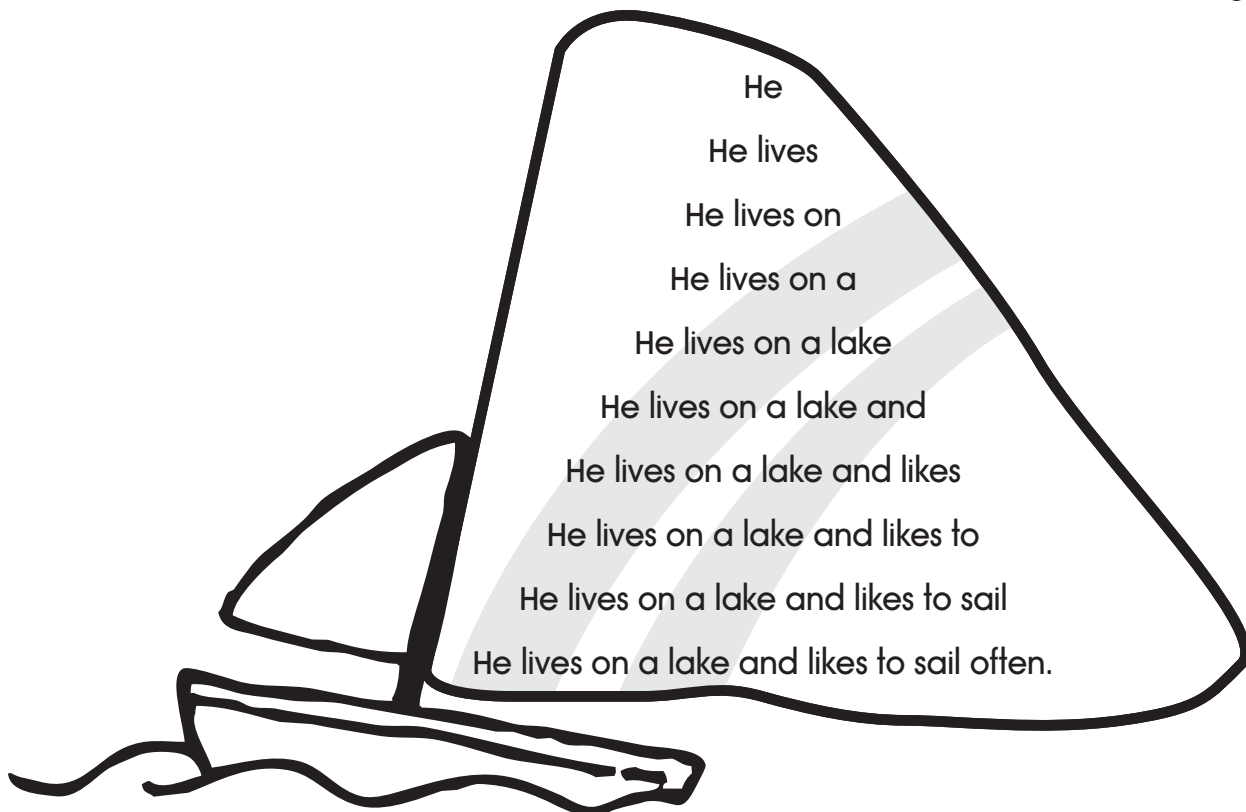 He
He lives
He lives on
He lives on a
He lives on a lake
He lives on a lake and
He lives on a lake and likes
He lives on a lake and likes to
He lives on a lake and likes to sail
He lives on a lake and likes to sail often.